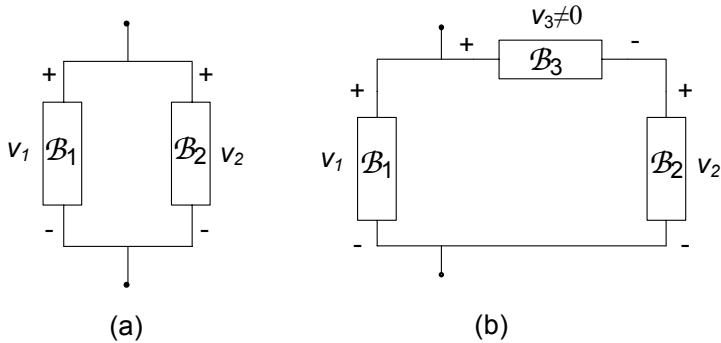 v₃≠0
+ -
ℬ₃
+ + + +
v₁ ℬ₁ ℬ₂ v₂ v₁ ℬ₁ ℬ₂ v₂
- - - -
(a) (b)